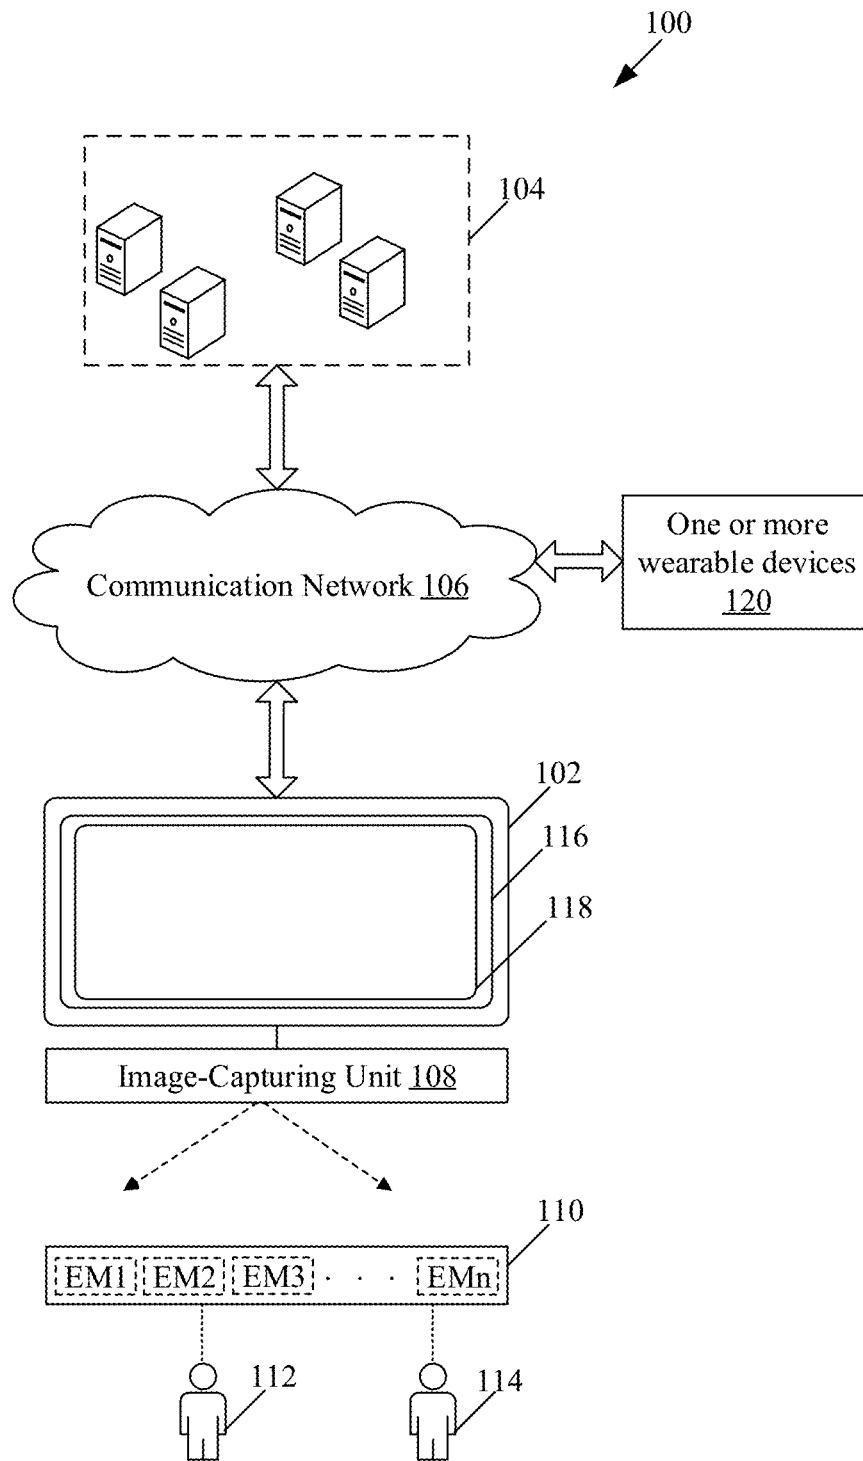 100
104
Communication Network 106
One or more
wearable devices
120
102
116
118
Image-Capturing Unit 108
110
EM1 EM2 EM3 · · · EMn
112
114